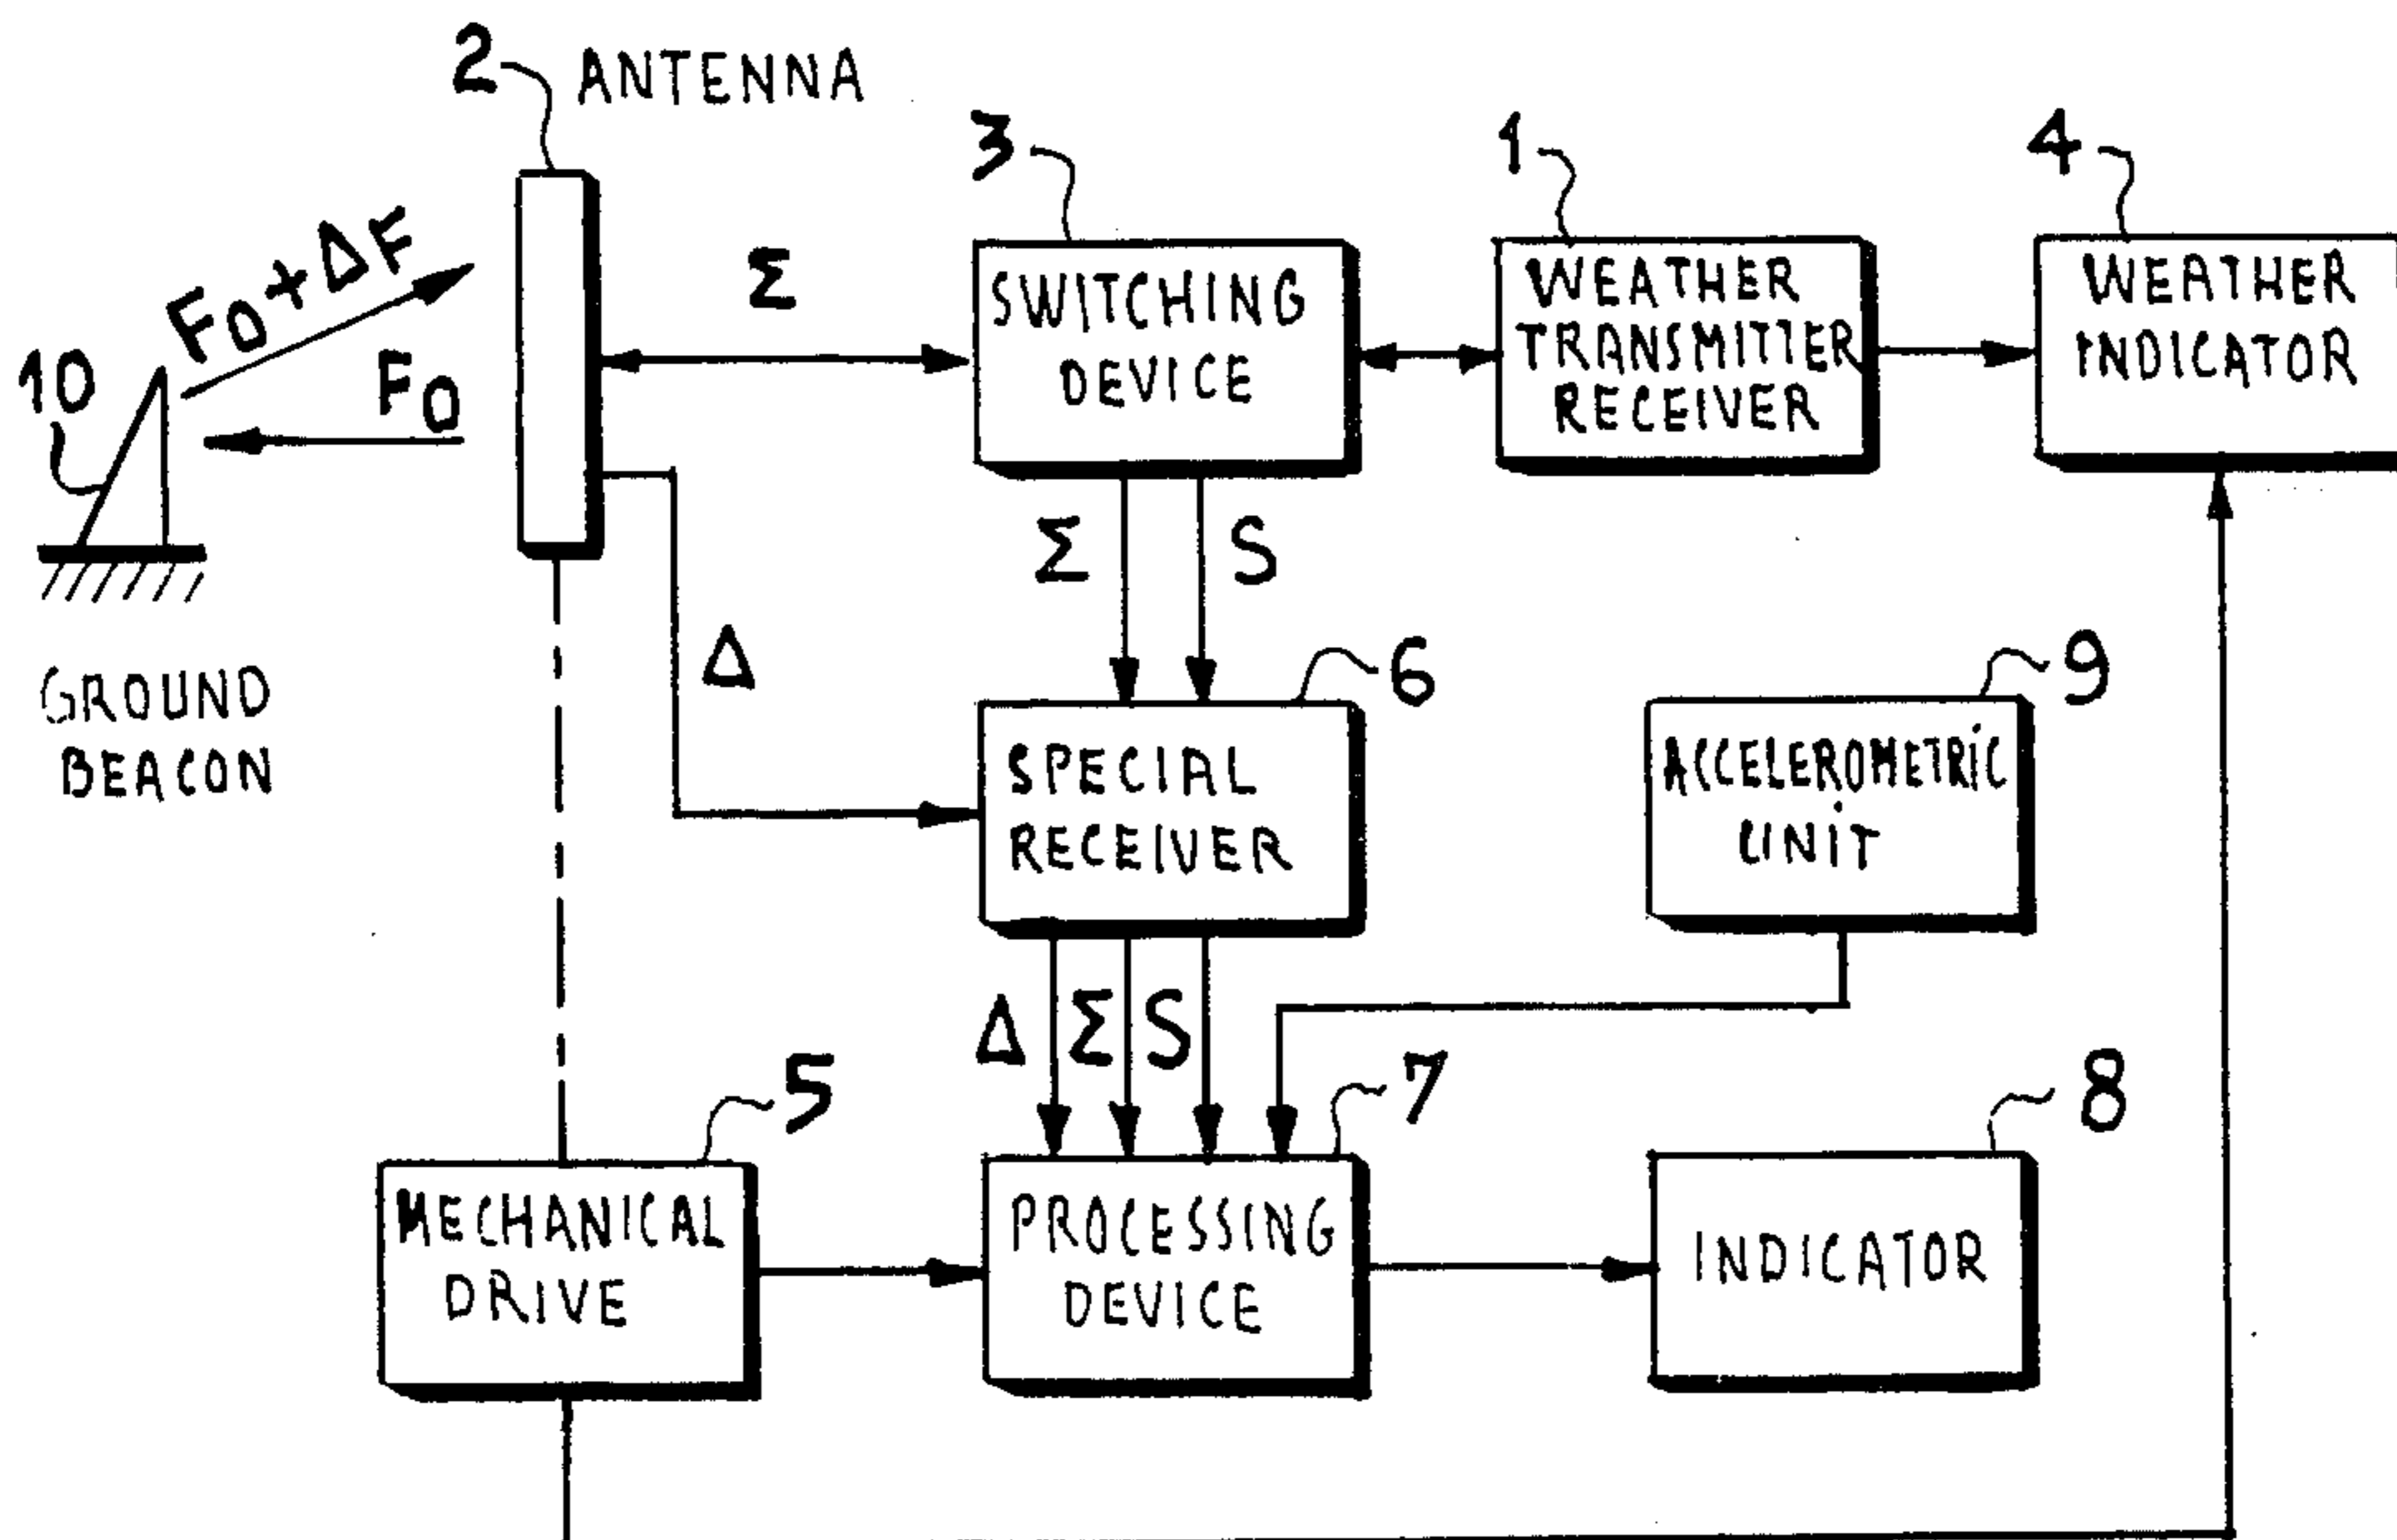 2 ANTENNA
3
1
4
F0+ΔF
Σ
SWITCHING
DEVICE
WEATHER
TRANSMITTER
RECEIVER
WEATHER
INDICATOR
10
F0
Σ
S
Δ
6
9
GROUND
BEACON
SPECIAL
RECEIVER
ACCELEROMETRIC
UNIT
Δ Σ S
5
7
8
MECHANICAL
DRIVE
PROCESSING
DEVICE
INDICATOR